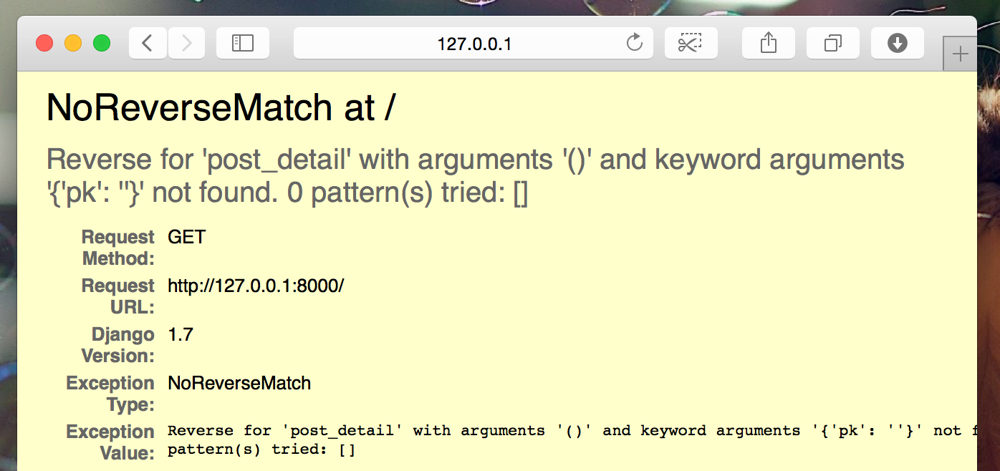 127.0.0.1
NoReverseMatch at /
Reverse for 'post_detail' with arguments '()' and keyword arguments
'{'pk': ''}' not found. 0 pattern(s) tried: []
Request GET
Method:
Request http://127.0.0.1:8000/
URL:
Django 1.7
Version:
Exception NoReverseMatch
Type:
Exception Reverse for 'post_detail' with arguments '()' and keyword arguments '{'pk': ''}' not
Value: pattern(s) tried: []